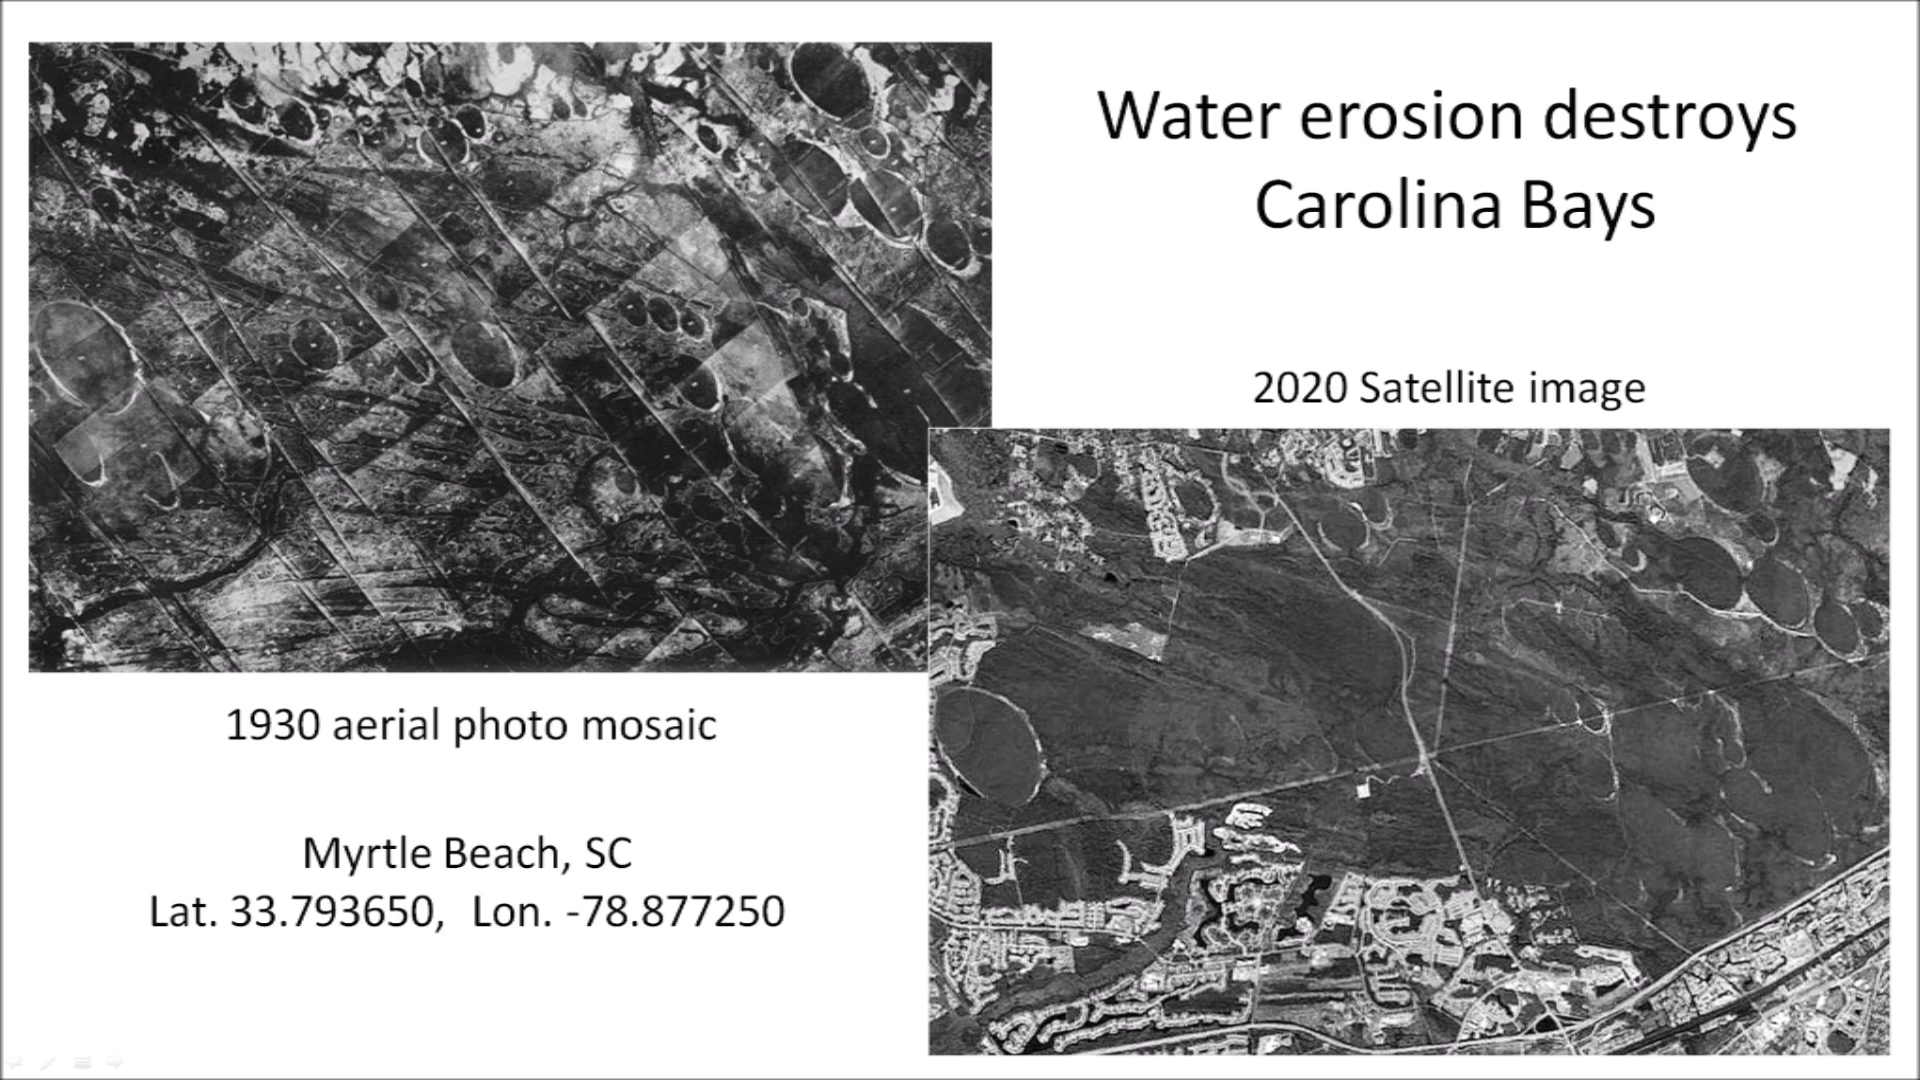 Water erosion destroys
Carolina Bays
2020 Satellite image
1930 aerial photo mosaic
Myrtle Beach, SC
Lat. 33.793650, Lon. -78.877250